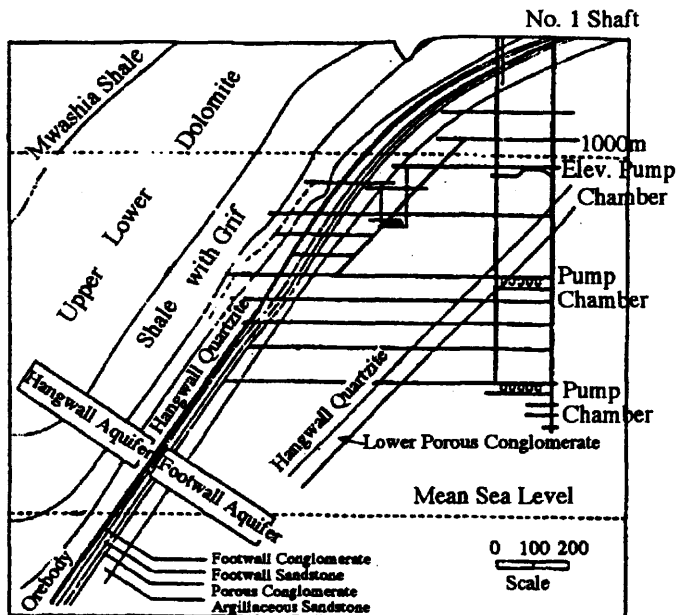 No. 1 Shaft
Mwashia Shale
Dolomite
Upper Lower
Shale with Grif
1000m
Elev. Pump
Chamber
Pump
Chamber
Hangwall Quartzite
Hangwall Aquifer
Footwall Aquifer
Hangwall Quartzite
Pump
Chamber
Lower Porous Conglomerate
Mean Sea Level
Orebody
Footwall Conglomerate
Footwall Sandstone
Porous Conglomerate
Argillaceous Sandstone
0 100 200
Scale